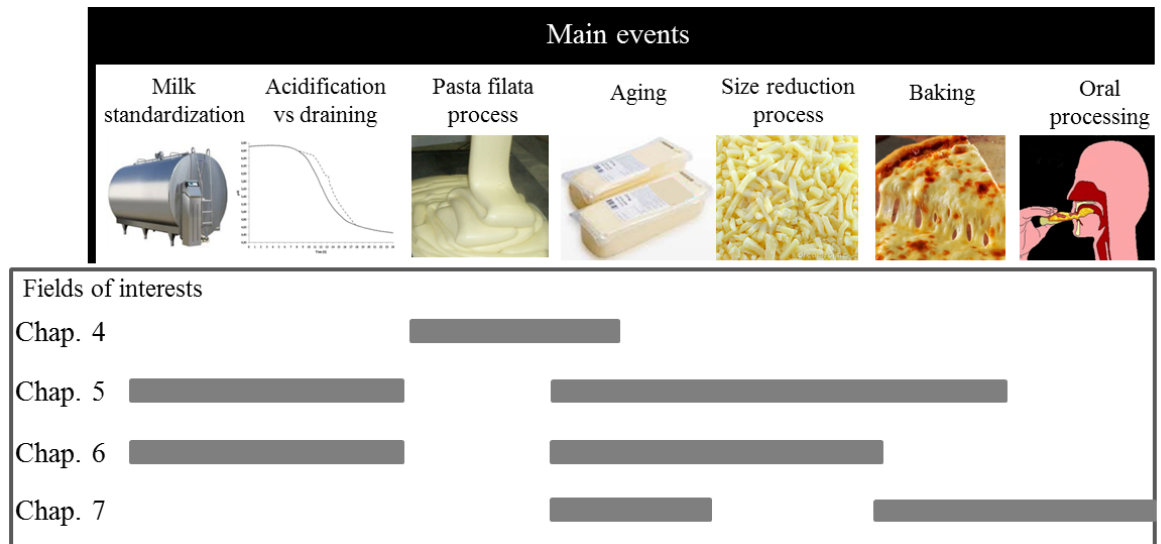 Main events
Milk
standardization
Acidification
vs draining
Pasta filata
process
Aging
Size reduction
process
Baking
Oral
processing
Fields of interests
Chap. 4
Chap. 5
Chap. 6
Chap. 7